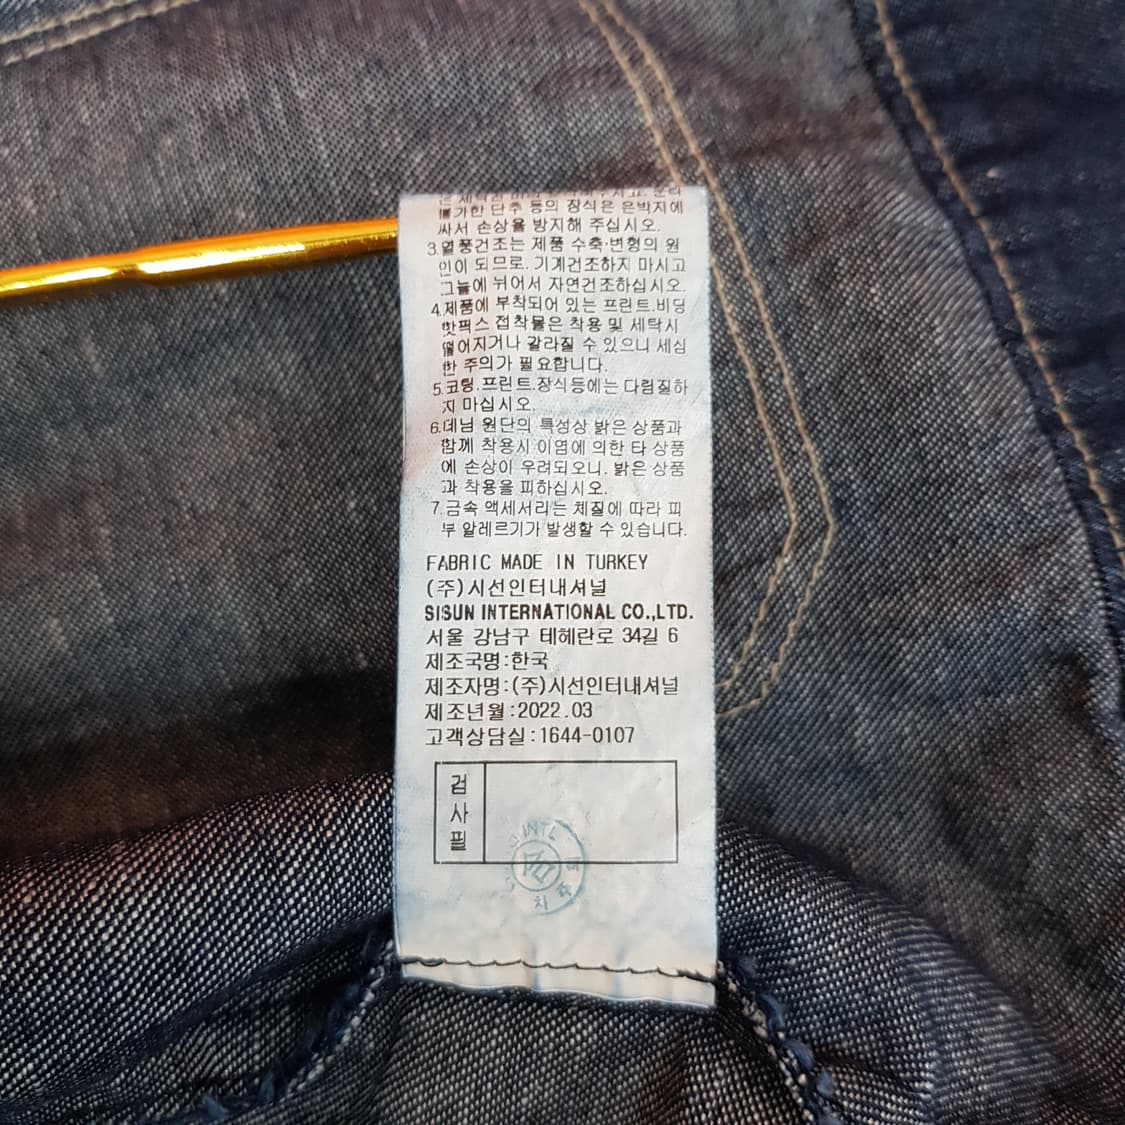 불가한 단추 등의 장식은 은박지에
싸서 손상을 방지해 주십시오.
3.열풍건조는 제품 수축·변형의 원
인이 되므로, 기계건조하지 마시고
그늘에 뉘어서 자연건조하십시오.
4.제품에 부착되어 있는 프린트.비딩
핫픽스 접착물은 착용 및 세탁시
떨어지거나 갈라질 수 있으니 세심
한 주의가 필요합니다.
5.코팅.프린트.장식등에는 다림질하
지 마십시오.
6.데님 원단의 특성상 밝은 상품과
함께 착용시 이염에 의한 타 상품
에 손상이 우려되오니, 밝은 상품
과 착용을 피하십시오.
7.금속 액세서리는 체질에 따라 피
부 알레르기가 발생할 수 있습니다.
FABRIC MADE IN TURKEY
(주)시선인터내셔널
SISUN INTERNATIONAL CO.,LTD.
서울 강남구 테헤란로 34길 6
제조국명:한국
제조자명:(주)시선인터내셔널
제조년월:2022.03
고객상담실:1644-0107
검
사
필
INTL